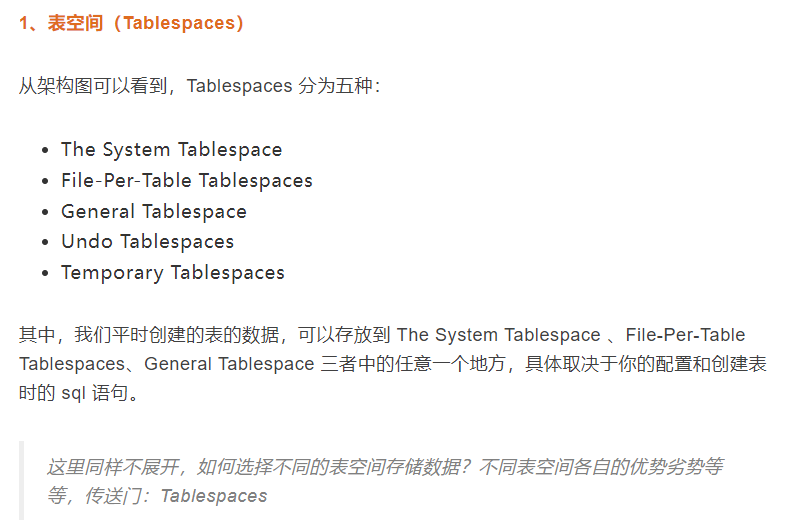 1、表空间（Tablespaces）
从架构图可以看到，Tablespaces 分为五种：
• The System Tablespace
• File-Per-Table Tablespaces
• General Tablespace
• Undo Tablespaces
• Temporary Tablespaces
其中，我们平时创建的表的数据，可以存放到 The System Tablespace 、File-Per-Table
Tablespaces、General Tablespace 三者中的任意一个地方，具体取决于你的配置和创建表
时的 sql 语句。
这里同样不展开，如何选择不同的表空间存储数据？不同表空间各自的优势劣势等
等，传送门：Tablespaces